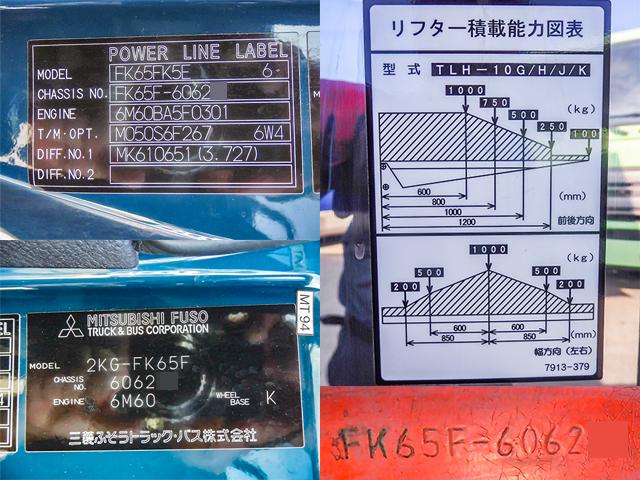 POWER LINE LABEL
MODEL FK65FK5E 6-
CHASSIS NO. FK65F-6062
ENGINE 6M60BA5F0301
T/M・OPT. M050S6F267 6W4
DIFF.NO.1 MK610651(3.727)
DIFF.NO.2
MT94
MITSUBISHI FUSO
TRUCK & BUS CORPORATION
MODEL 2KG-FK65F
CHASSIS NO. 6062
ENGINE 6M60 WHEEL BASE K
三菱ふそうトラック・バス株式会社
リフター積載能力図表
型式 TLH-10G/H/J/K
1000
750
500
250
100
(kg)
600
800
1000
1200
(mm)
前後方向
1000
(kg)
500
500
200
200
600
600
850
850
(mm)
幅方向(左右)
7913-379
FK65F-6062